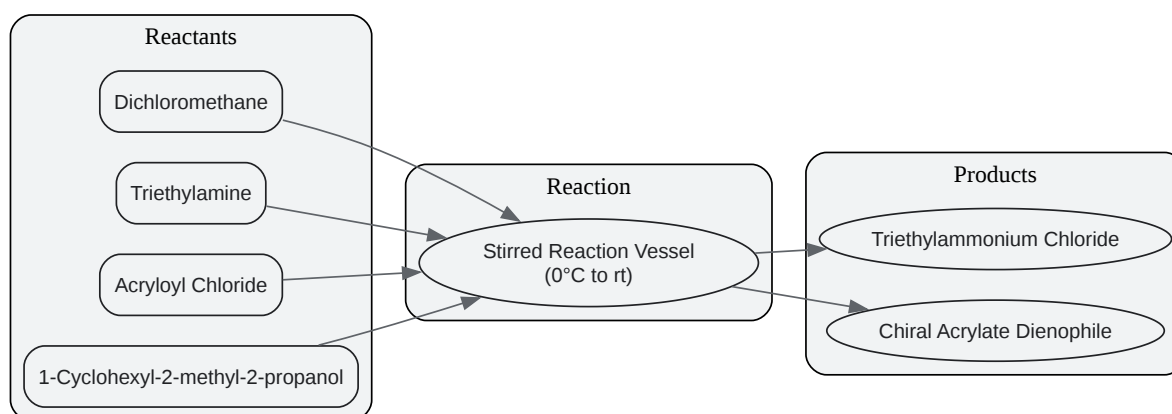 Reactants
Dichloromethane
Triethylamine
Acryloyl Chloride
1-Cyclohexyl-2-methyl-2-propanol
Reaction
Stirred Reaction Vessel
(0°C to rt)
Products
Triethylammonium Chloride
Chiral Acrylate Dienophile